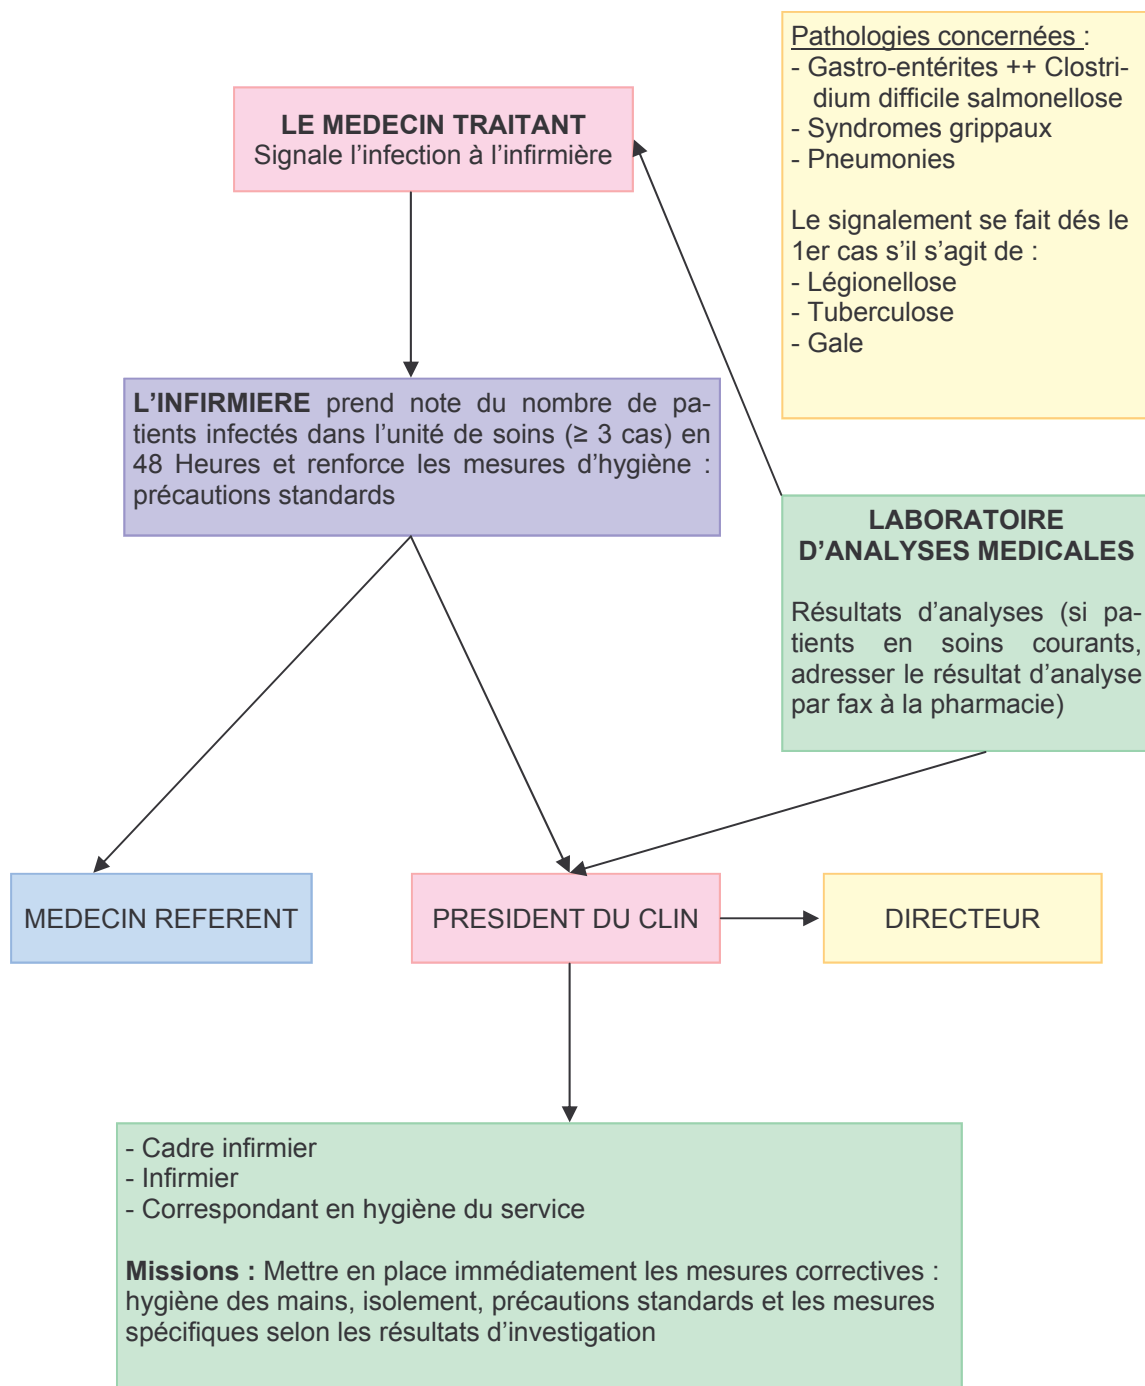 Pathologies concernées :
- Gastro-entérites ++ Clostri-
dium difficile salmonellose
- Syndromes grippaux
- Pneumonies
Le signalement se fait dés le
1er cas s’il s’agit de :
- Légionellose
- Tuberculose
- Gale
LE MEDECIN TRAITANT
Signale l’infection à l’infirmière
L’INFIRMIERE prend note du nombre de pa-
tients infectés dans l’unité de soins (≥ 3 cas) en
48 Heures et renforce les mesures d’hygiène :
précautions standards
LABORATOIRE
D’ANALYSES MEDICALES
Résultats d’analyses (si pa-
tients en soins courants,
adresser le résultat d’analyse
par fax à la pharmacie)
MEDECIN REFERENT
PRESIDENT DU CLIN
DIRECTEUR
- Cadre infirmier
- Infirmier
- Correspondant en hygiène du service
Missions : Mettre en place immédiatement les mesures correctives :
hygiène des mains, isolement, précautions standards et les mesures
spécifiques selon les résultats d’investigation